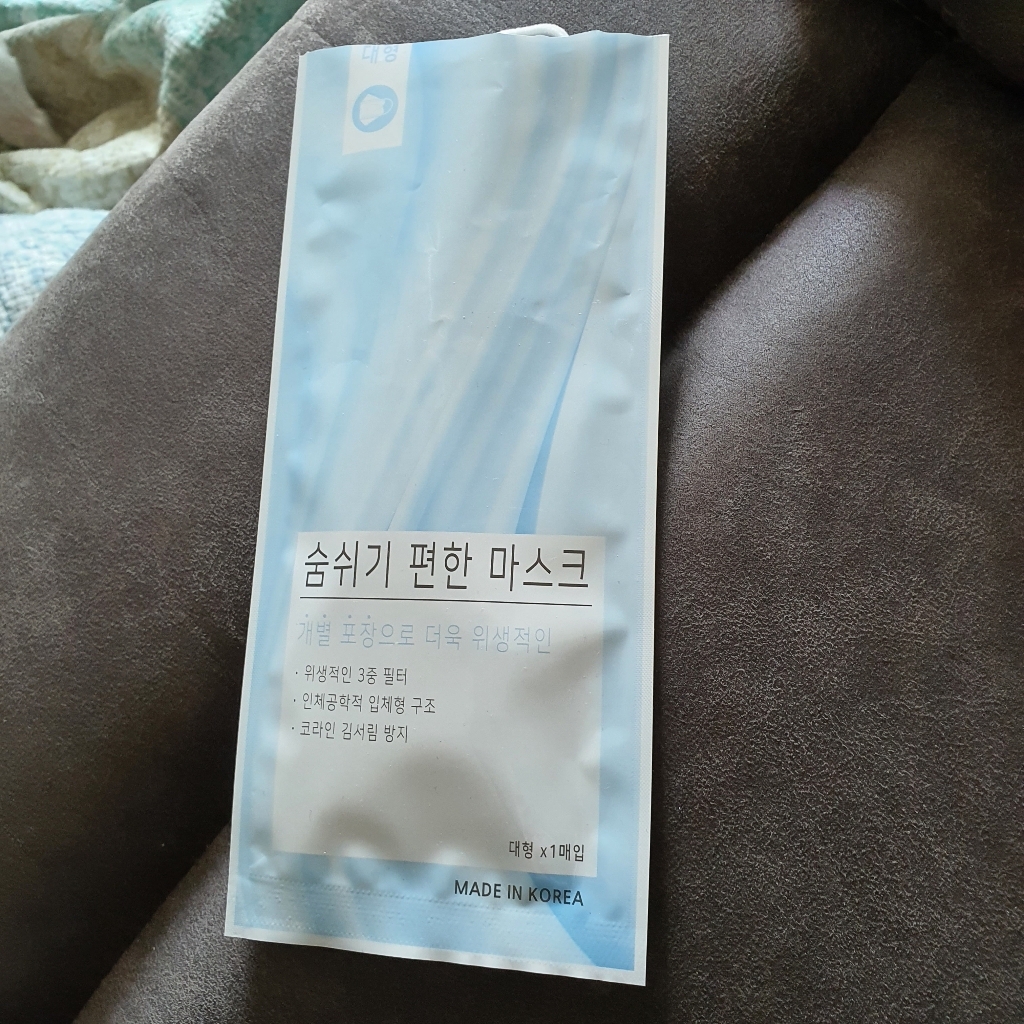 대형
숨쉬기 편한 마스크
개별 포장으로 더욱 위생적인
· 위생적인 3중 필터
· 인체공학적 입체형 구조
· 코라인 김서림 방지
대형 x1매입
MADE IN KOREA